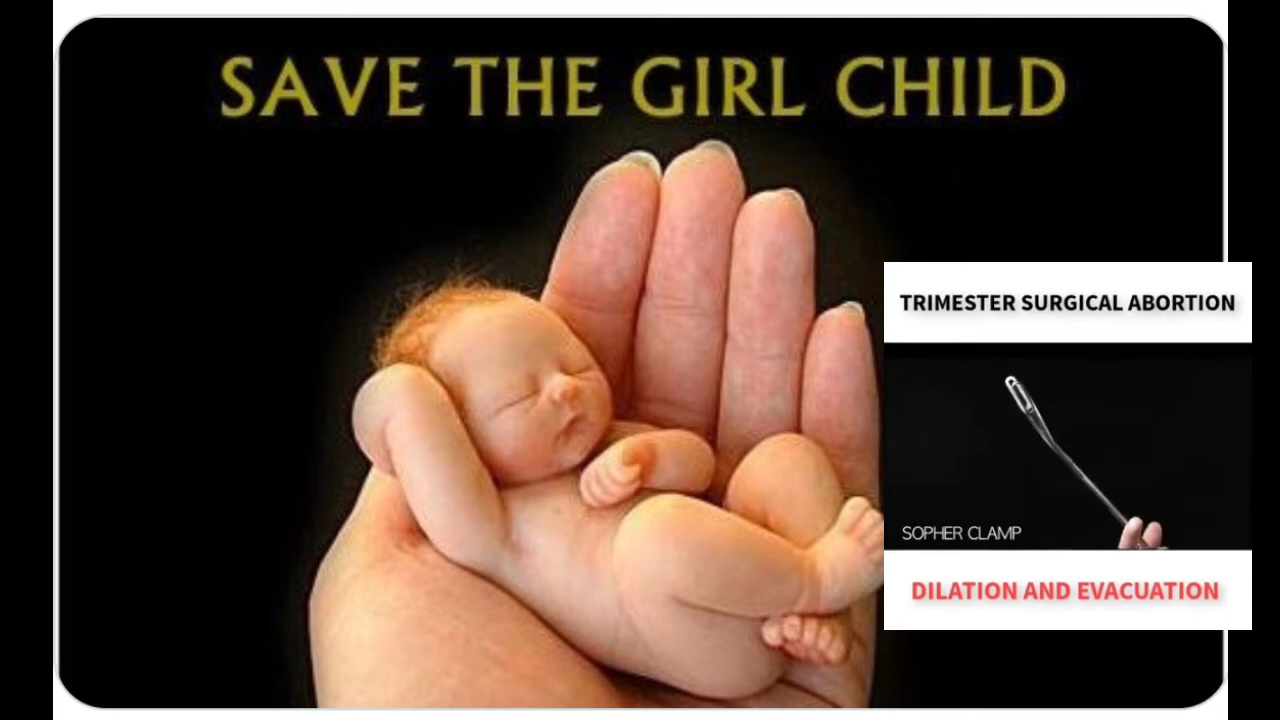 SAVE THE GIRL CHILD
TRIMESTER SURGICAL ABORTION
SOPHER CLAMP
DILATION AND EVACUATION